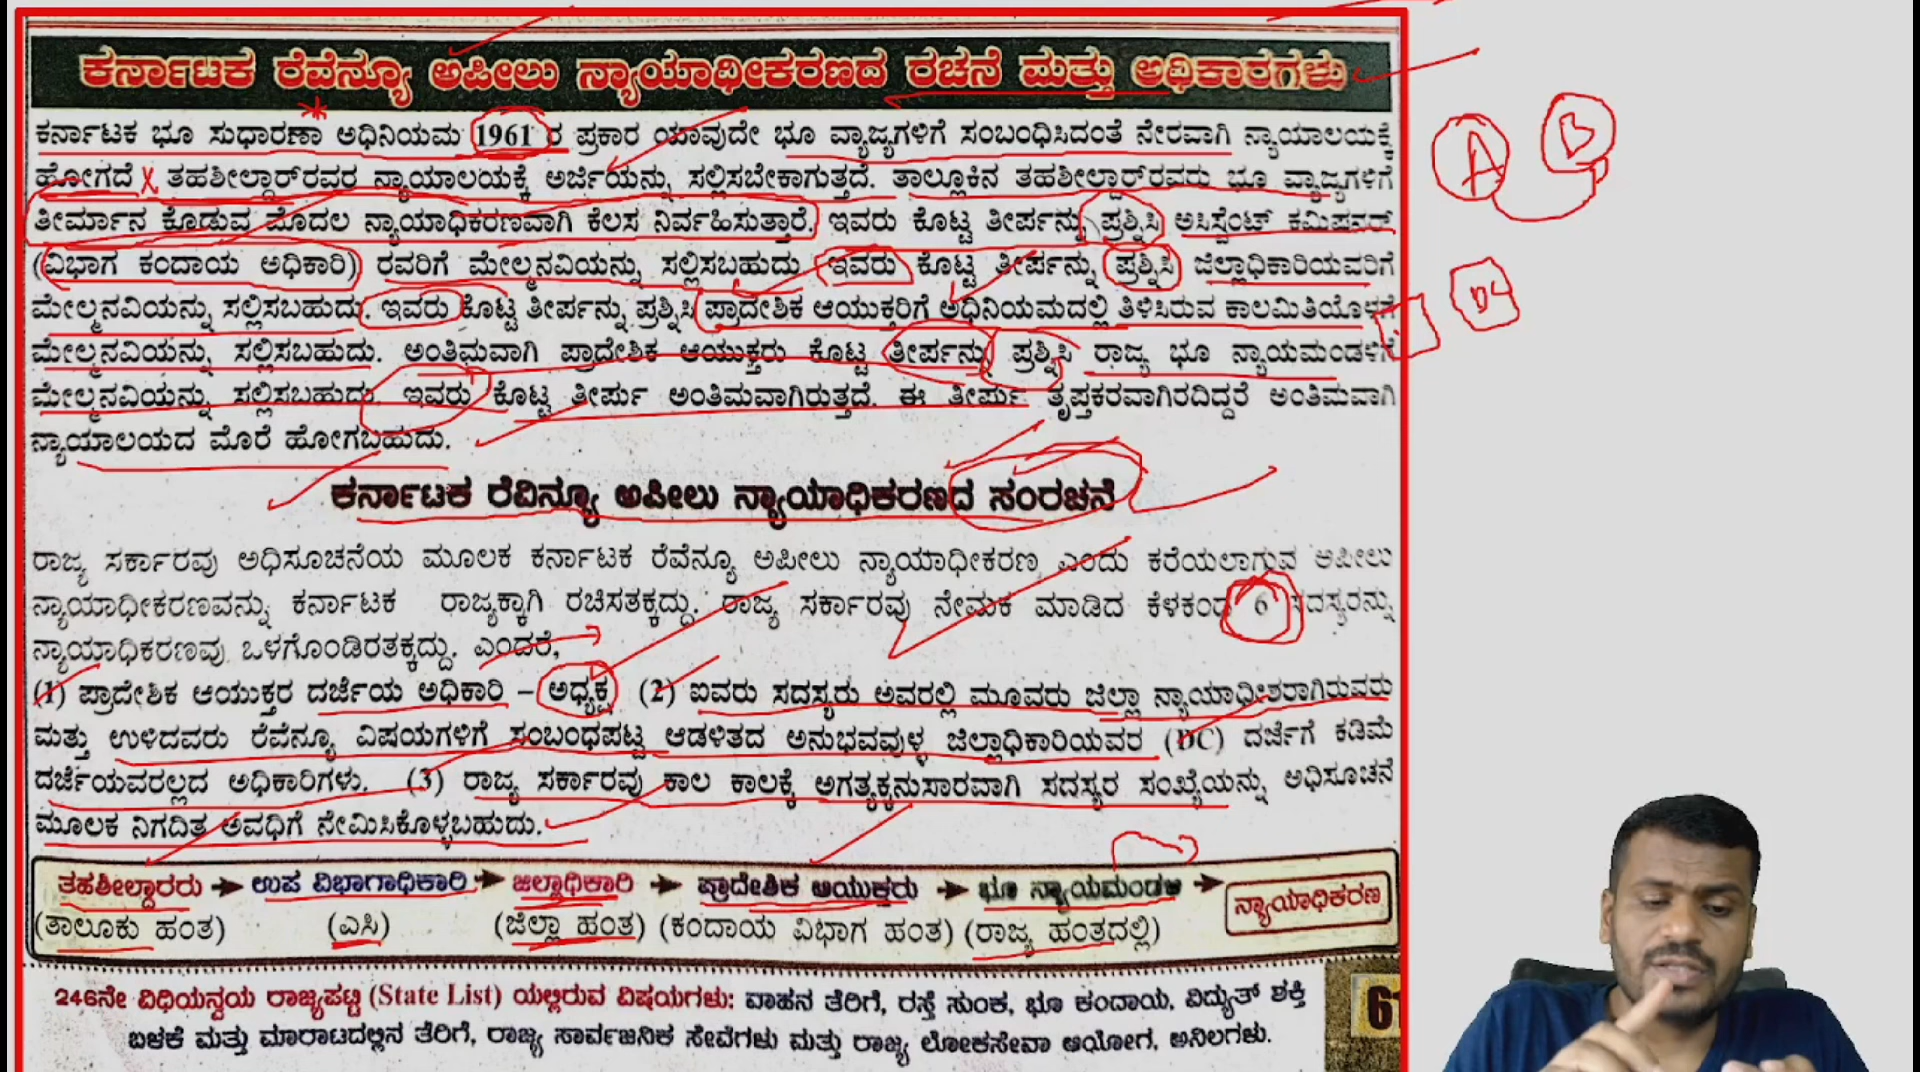 ಕರ್ನಾಟಕ ರೆವೆನ್ಯೂ ಅಪೀಲು ನ್ಯಾಯಾಧೀಕರಣದ ರಚನೆ ಮತ್ತು ಅಧಿಕಾರಗಳು
ಕರ್ನಾಟಕ ಭೂ ಸುಧಾರಣಾ ಅಧಿನಿಯಮ 1961 ರ ಪ್ರಕಾರ ಯಾವುದೇ ಭೂ ವ್ಯಾಜ್ಯಗಳಿಗೆ ಸಂಬಂಧಿಸಿದಂತೆ ನೇರವಾಗಿ ನ್ಯಾಯಾಲಯಕ್ಕೆ
ಹೋಗದೆ ತಹಶೀಲ್ದಾರ್‌ರವರ ನ್ಯಾಯಾಲಯಕ್ಕೆ ಅರ್ಜಿಯನ್ನು ಸಲ್ಲಿಸಬೇಕಾಗುತ್ತದೆ. ತಾಲ್ಲೂಕಿನ ತಹಶೀಲ್ದಾರ್‌ರವರು ಭೂ ವ್ಯಾಜ್ಯಗಳಿಗೆ
ತೀರ್ಮಾನ ಕೊಡುವ ಮೊದಲ ನ್ಯಾಯಾಧಿಕರಣವಾಗಿ ಕೆಲಸ ನಿರ್ವಹಿಸುತ್ತಾರೆ. ಇವರು ಕೊಟ್ಟ ತೀರ್ಪನ್ನು ಪ್ರಶ್ನಿಸಿ ಅಸಿಸ್ಟೆಂಟ್ ಕಮಿಷನರ್
(ವಿಭಾಗ ಕಂದಾಯ ಅಧಿಕಾರಿ) ರವರಿಗೆ ಮೇಲ್ಮನವಿಯನ್ನು ಸಲ್ಲಿಸಬಹುದು ಇವರು ಕೊಟ್ಟ ತೀರ್ಪನ್ನು ಪ್ರಶ್ನಿಸಿ ಜಿಲ್ಲಾಧಿಕಾರಿಯವರಿಗೆ
ಮೇಲ್ಮನವಿಯನ್ನು ಸಲ್ಲಿಸಬಹುದು. ಇವರು ಕೊಟ್ಟ ತೀರ್ಪನ್ನು ಪ್ರಶ್ನಿಸಿ ಪ್ರಾದೇಶಿಕ ಆಯುಕ್ತರಿಗೆ ಅಧಿನಿಯಮದಲ್ಲಿ ತಿಳಿಸಿರುವ ಕಾಲಮಿತಿಯೊಳಗೆ
ಮೇಲ್ಮನವಿಯನ್ನು ಸಲ್ಲಿಸಬಹುದು. ಅಂತಿಮವಾಗಿ ಪ್ರಾದೇಶಿಕ ಆಯುಕ್ತರು ಕೊಟ್ಟ ತೀರ್ಪನ್ನು ಪ್ರಶ್ನಿಸಿ ರಾಜ್ಯ ಭೂ ನ್ಯಾಯಮಂಡಳಿಗೆ
ಮೇಲ್ಮನವಿಯನ್ನು ಸಲ್ಲಿಸಬಹುದು. ಇವರು ಕೊಟ್ಟ ತೀರ್ಪು ಅಂತಿಮವಾಗಿರುತ್ತದೆ. ಈ ತೀರ್ಪು ತೃಪ್ತಕರವಾಗಿರದಿದ್ದರೆ ಅಂತಿಮವಾಗಿ
ನ್ಯಾಯಾಲಯದ ಮೊರೆ ಹೋಗಬಹುದು.
ಕರ್ನಾಟಕ ರೆವಿನ್ಯೂ ಅಪೀಲು ನ್ಯಾಯಾಧಿಕರಣದ ಸಂರಚನೆ
ರಾಜ್ಯ ಸರ್ಕಾರವು ಅಧಿಸೂಚನೆಯ ಮೂಲಕ ಕರ್ನಾಟಕ ರೆವೆನ್ಯೂ ಅಪೀಲು ನ್ಯಾಯಾಧೀಕರಣ ಎಂದು ಕರೆಯಲಾಗುವ ಅಪೀಲು
ನ್ಯಾಯಾಧೀಕರಣವನ್ನು ಕರ್ನಾಟಕ ರಾಜ್ಯಕ್ಕಾಗಿ ರಚಿಸತಕ್ಕದ್ದು. ರಾಜ್ಯ ಸರ್ಕಾರವು ನೇಮಕ ಮಾಡಿದ ಕೆಳಕಂಡ 6 ಸದಸ್ಯರನ್ನು
ನ್ಯಾಯಾಧಿಕರಣವು ಒಳಗೊಂಡಿರತಕ್ಕದ್ದು. ಎಂದರೆ,
(1) ಪ್ರಾದೇಶಿಕ ಆಯುಕ್ತರ ದರ್ಜೆಯ ಅಧಿಕಾರಿ – ಅಧ್ಯಕ್ಷ (2) ಐವರು ಸದಸ್ಯರು ಅವರಲ್ಲಿ ಮೂವರು ಜಿಲ್ಲಾ ನ್ಯಾಯಾಧೀಶರಾಗಿರುವರು
ಮತ್ತು ಉಳಿದವರು ರೆವೆನ್ಯೂ ವಿಷಯಗಳಿಗೆ ಸಂಬಂಧಪಟ್ಟ ಆಡಳಿತದ ಅನುಭವವುಳ್ಳ ಜಿಲ್ಲಾಧಿಕಾರಿಯವರ (DC) ದರ್ಜೆಗೆ ಕಡಿಮೆ
ದರ್ಜೆಯವರಲ್ಲದ ಅಧಿಕಾರಿಗಳು. (3) ರಾಜ್ಯ ಸರ್ಕಾರವು ಕಾಲ ಕಾಲಕ್ಕೆ ಅಗತ್ಯಕ್ಕನುಸಾರವಾಗಿ ಸದಸ್ಯರ ಸಂಖ್ಯೆಯನ್ನು ಅಧಿಸೂಚನೆ
ಮೂಲಕ ನಿಗದಿತ ಅವಧಿಗೆ ನೇಮಿಸಿಕೊಳ್ಳಬಹುದು.
ತಹಶೀಲ್ದಾರರು → ಉಪ ವಿಭಾಗಾಧಿಕಾರಿ → ಜಿಲ್ಲಾಧಿಕಾರಿ → ಪ್ರಾದೇಶಿಕ ಆಯುಕ್ತರು → ಭೂ ನ್ಯಾಯಮಂಡಳಿ → ನ್ಯಾಯಾಧಿಕರಣ
(ತಾಲೂಕು ಹಂತ) (ಎಸಿ) (ಜಿಲ್ಲಾ ಹಂತ) (ಕಂದಾಯ ವಿಭಾಗ ಹಂತ) (ರಾಜ್ಯ ಹಂತದಲ್ಲಿ)
246ನೇ ವಿಧಿಯನ್ವಯ ರಾಜ್ಯಪಟ್ಟಿ (State List) ಯಲ್ಲಿರುವ ವಿಷಯಗಳು: ವಾಹನ ತೆರಿಗೆ, ರಸ್ತೆ ಸುಂಕ, ಭೂ ಕಂದಾಯ, ವಿದ್ಯುತ್ ಶಕ್ತಿ
ಬಳಕೆ ಮತ್ತು ಮಾರಾಟದಲ್ಲಿನ ತೆರಿಗೆ, ರಾಜ್ಯ ಸಾರ್ವಜನಿಕ ಸೇವೆಗಳು ಮತ್ತು ರಾಜ್ಯ ಲೋಕಸೇವಾ ಆಯೋಗ, ಅನಿಲಗಳು.
A B
DC